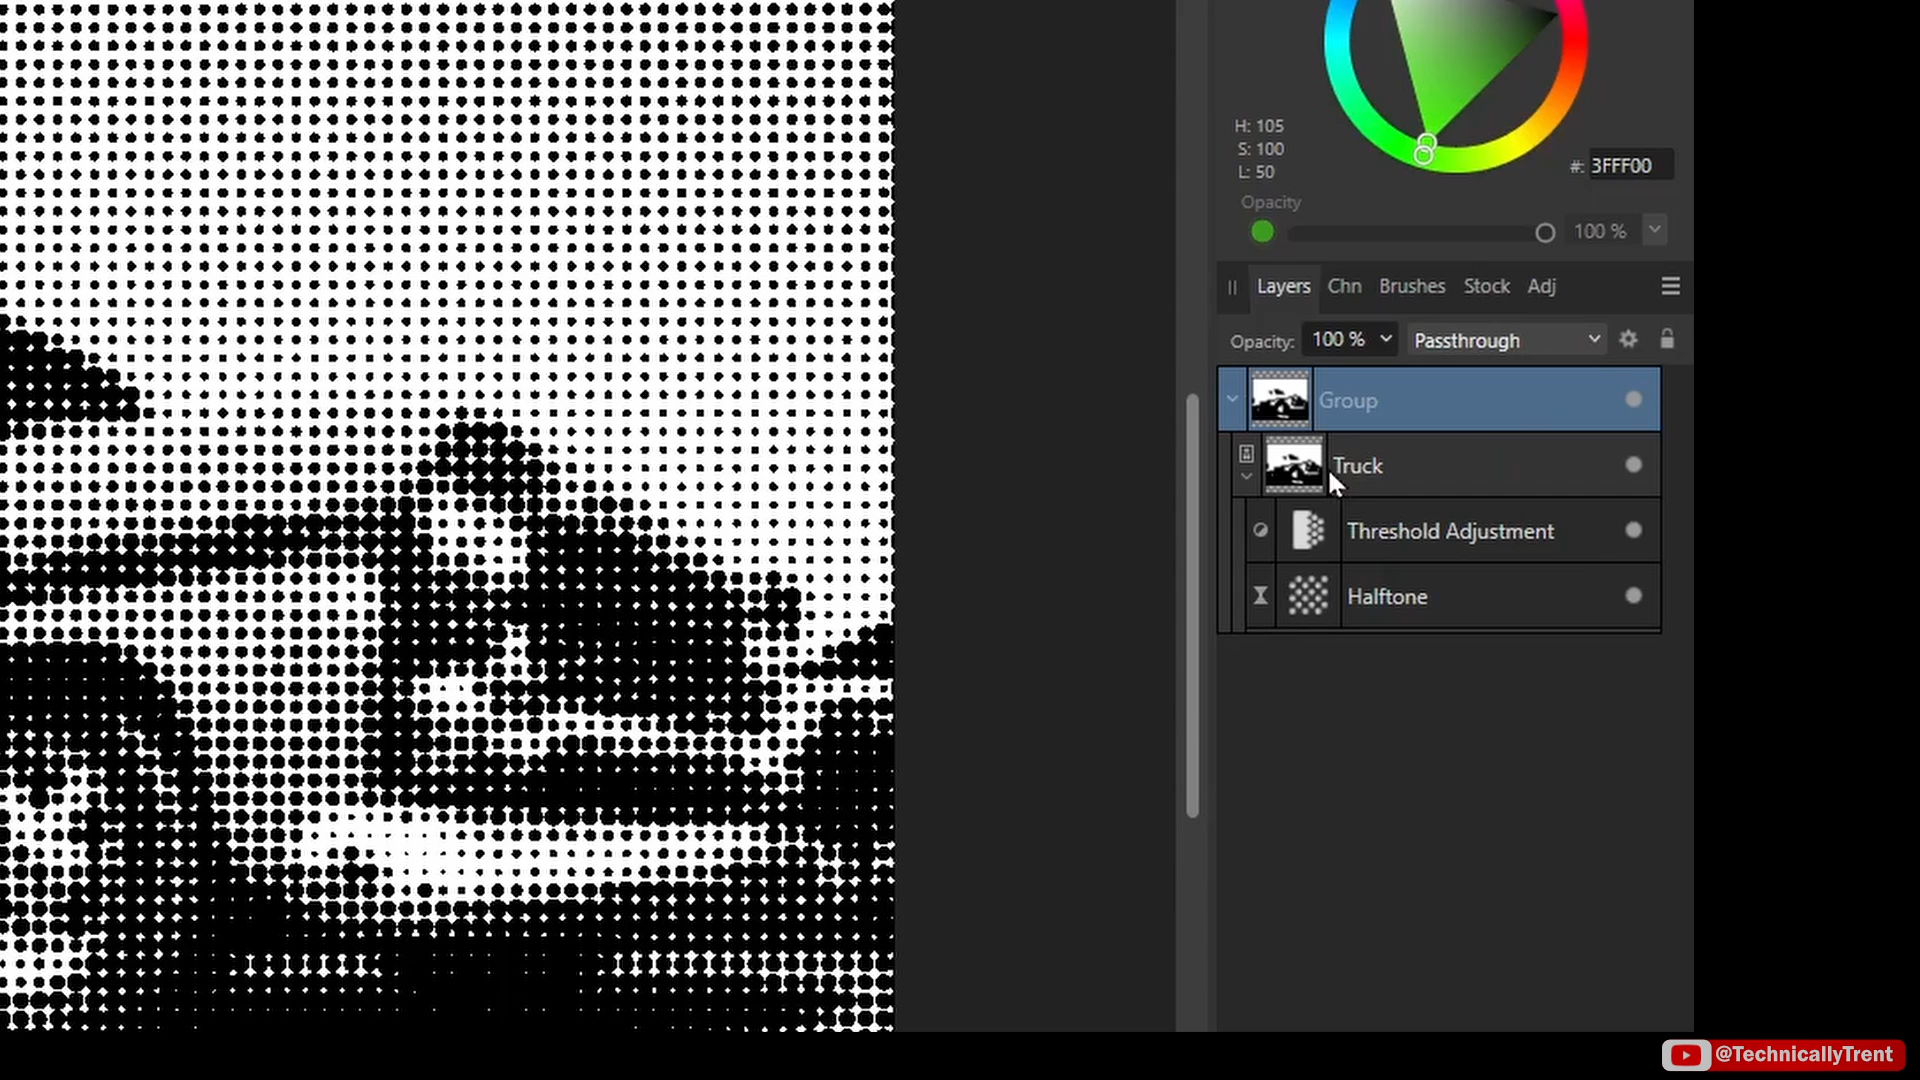 H: 105
S: 100
L: 50
#: 3FFF00
Opacity
100 %
Layers Chn Brushes Stock Adj
Opacity: 100 % Passthrough
Group
Truck
Threshold Adjustment
Halftone
@TechnicallyTrent